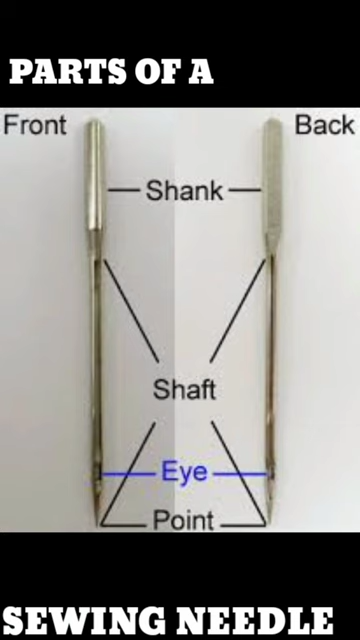 PARTS OF A
Front
Back
Shank
Shaft
Eye
Point
SEWING NEEDLE